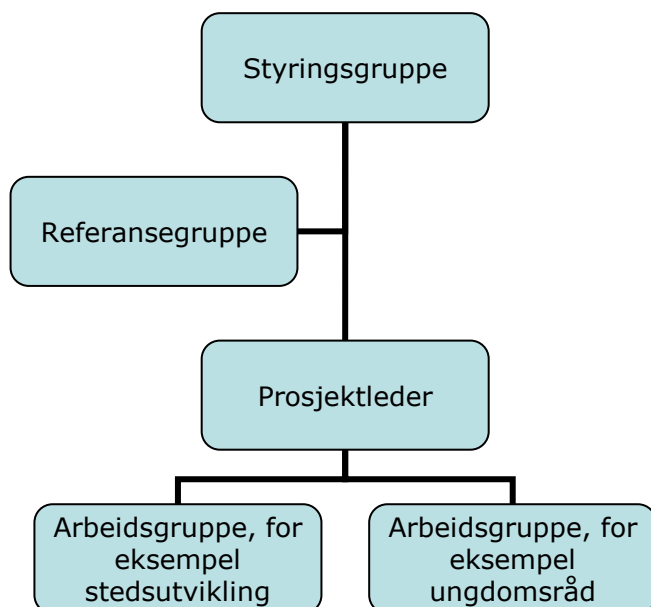 Styringsgruppe
Referansegruppe
Prosjektleder
Arbeidsgruppe, for
eksempel
stedsutvikling
Arbeidsgruppe, for
eksempel
ungdomsråd